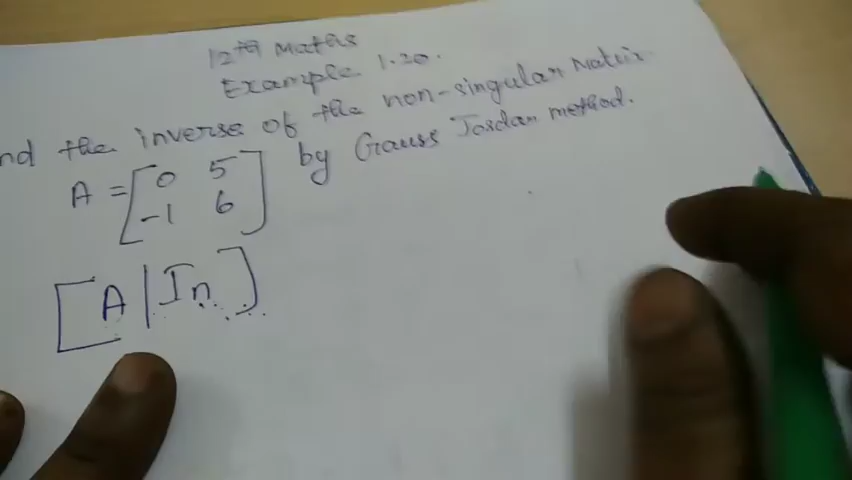 12th Maths
Example 1.20.
nd the inverse of the non-singular Matrix
A = [ 0 5
-1 6 ] by Gauss Jordan method.
[ A | In ]